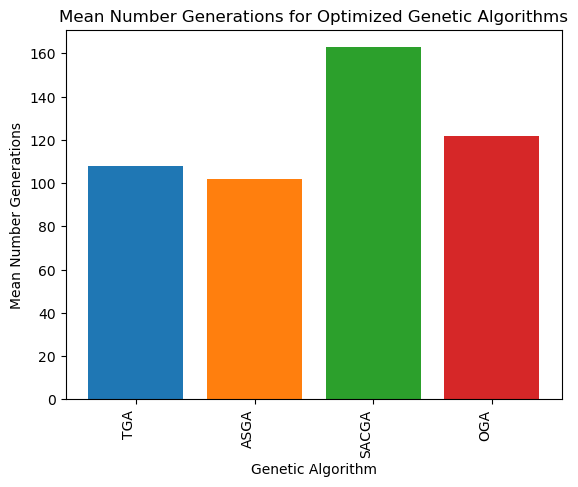 Mean Number Generations for Optimized Genetic Algorithms
Mean Number Generations
160
140
120
100
80
60
40
20
0
TGA
ASGA
SACGA
OGA
Genetic Algorithm